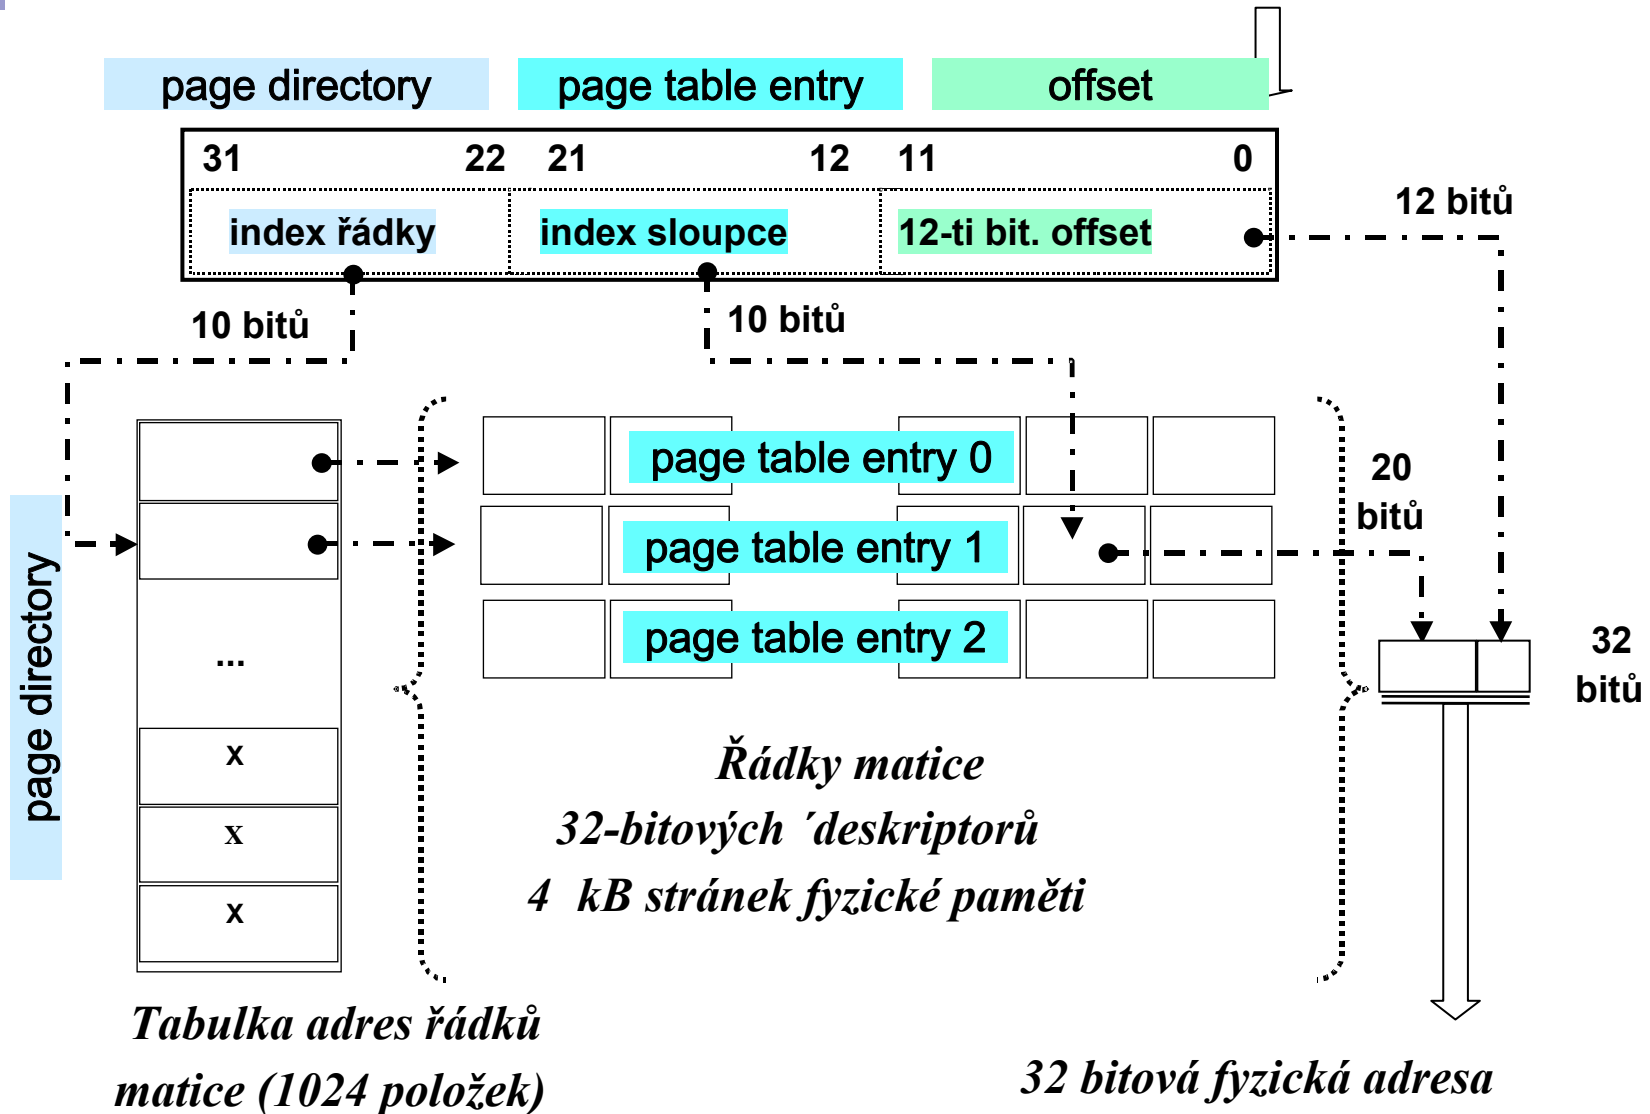 page directory
page table entry
offset
31 22 21 12 11 0
index řádky
index sloupce
12-ti bit. offset
12 bitů
10 bitů
10 bitů
page directory
page table entry 0
page table entry 1
page table entry 2
...
x
x
x
20
bitů
32
bitů
Řádky matice
32-bitových ´deskriptorů
4 kB stránek fyzické paměti
Tabulka adres řádků
matice (1024 položek)
32 bitová fyzická adresa